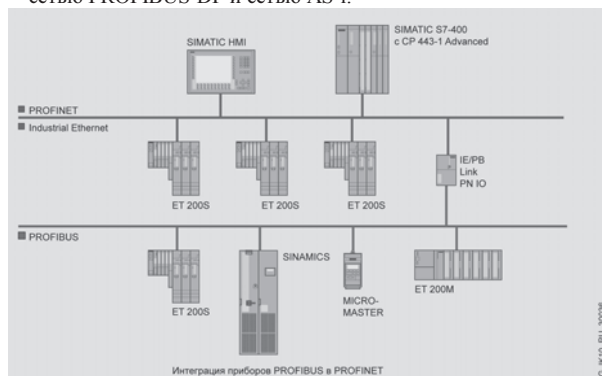 сетью PROFIBUS-DP и сетью AS-i.
SIMATIC HMI
SIMATIC S7-400
с CP 443-1 Advanced
PROFINET
Industrial Ethernet
ET 200S
ET 200S
ET 200S
IE/PB
Link
PN IO
PROFIBUS
ET 200S
SINAMICS
MICRO-
MASTER
ET 200M
Интеграция приборов PROFIBUS в PROFINET